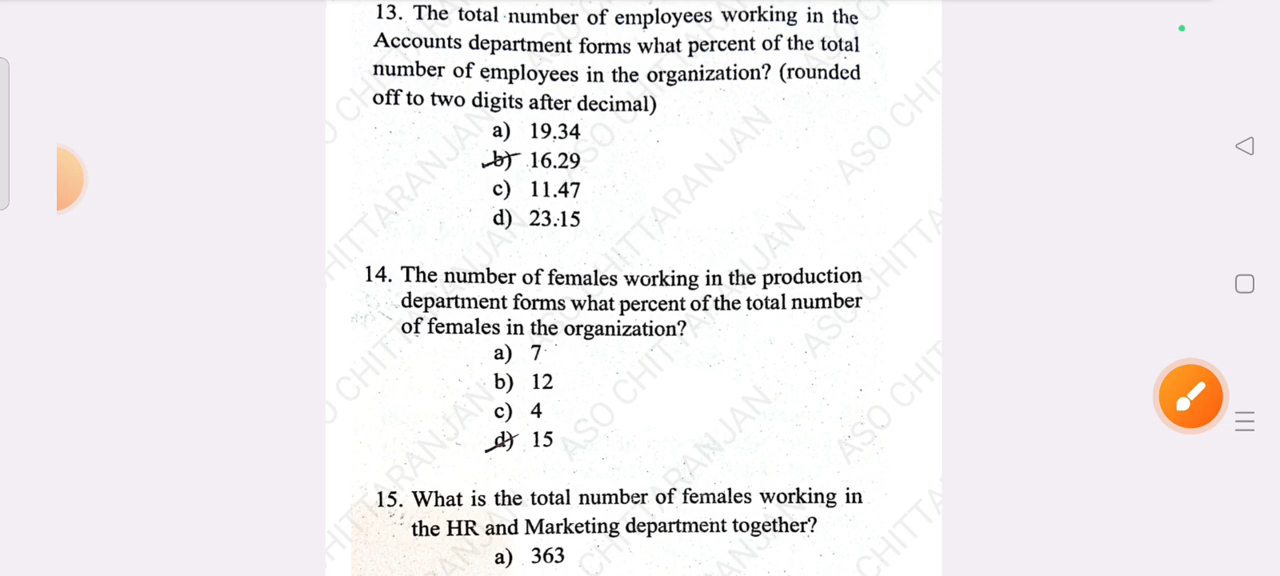 13. The total number of employees working in the
Accounts department forms what percent of the total
number of employees in the organization? (rounded
off to two digits after decimal)
a) 19.34
b) 16.29
c) 11.47
d) 23.15
14. The number of females working in the production
department forms what percent of the total number
of females in the organization?
a) 7
b) 12
c) 4
d) 15
15. What is the total number of females working in
the HR and Marketing department together?
a) 363
ASO CHITTARANJAN